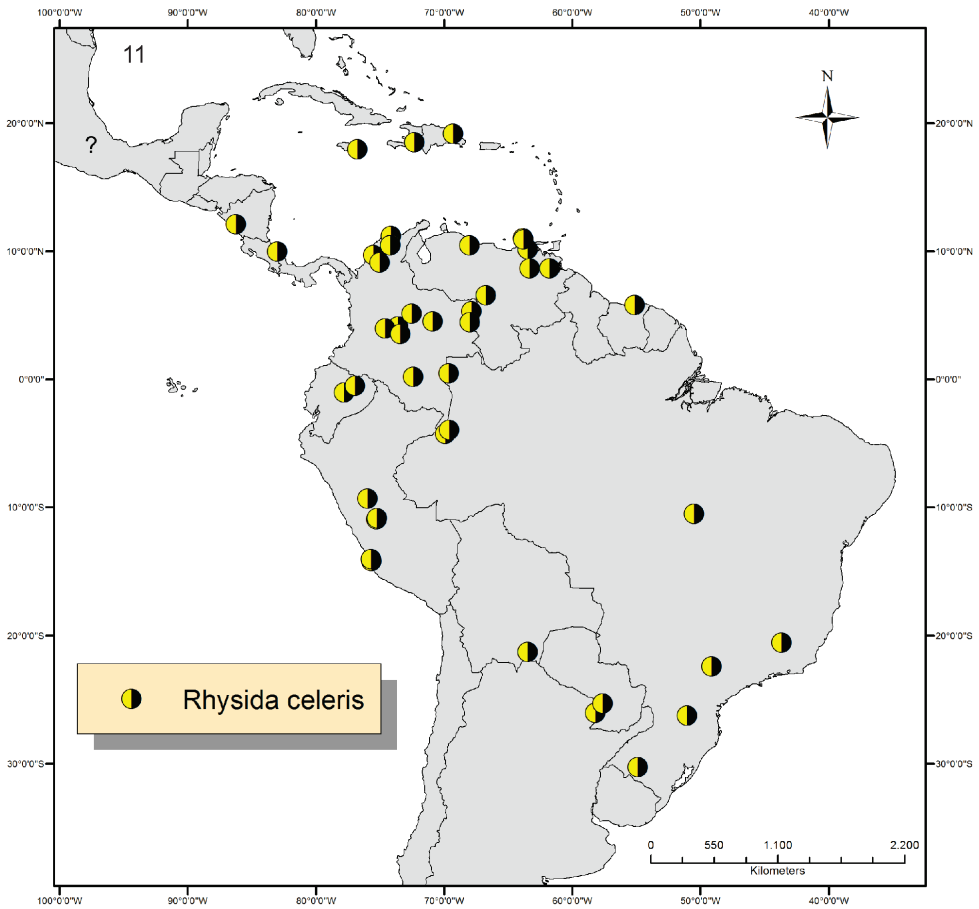 100°0'0"W 90°0'0"W 80°0'0"W 70°0'0"W 60°0'0"W 50°0'0"W 40°0'0"W
11
N
20°0'0"N 20°0'0"N
?
10°0'0"N 10°0'0"N
0°0'0" 0°0'0"
10°0'0"S 10°0'0"S
20°0'0"S 20°0'0"S
Rhysida celeris
30°0'0"S 30°0'0"S
0 550 1.100 2.200
Kilometers
100°0'0"W 90°0'0"W 80°0'0"W 70°0'0"W 60°0'0"W 50°0'0"W 40°0'0"W